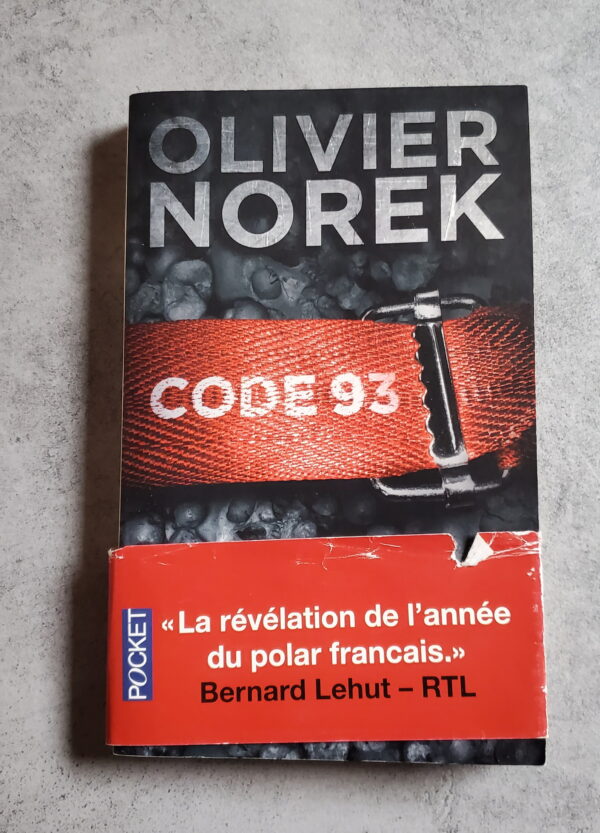 OLIVIER
NOREK
CODE 93
POCKET
« La révélation de l'année
du polar francais.»
Bernard Lehut – RTL